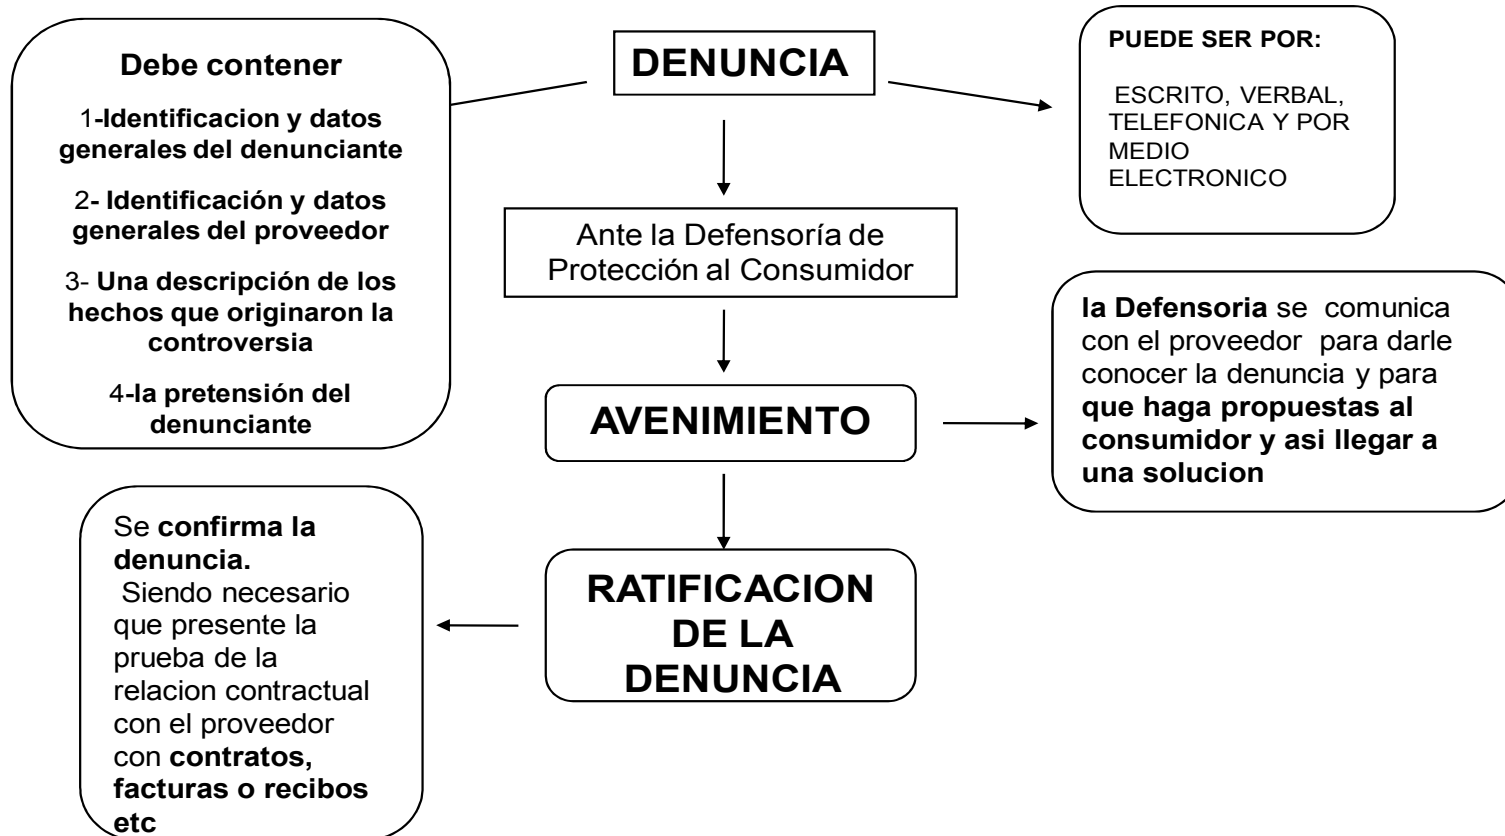 Debe contener
1-Identificacion y datos
generales del denunciante
2- Identificación y datos
generales del proveedor
3- Una descripción de los
hechos que originaron la
controversia
4-la pretensión del
denunciante
DENUNCIA
PUEDE SER POR:
ESCRITO, VERBAL,
TELEFONICA Y POR
MEDIO
ELECTRONICO
Ante la Defensoría de
Protección al Consumidor
AVENIMIENTO
la Defensoria se comunica
con el proveedor para darle
conocer la denuncia y para
que haga propuestas al
consumidor y asi llegar a
una solucion
RATIFICACION
DE LA
DENUNCIA
Se confirma la
denuncia.
Siendo necesario
que presente la
prueba de la
relacion contractual
con el proveedor
con contratos,
facturas o recibos
etc